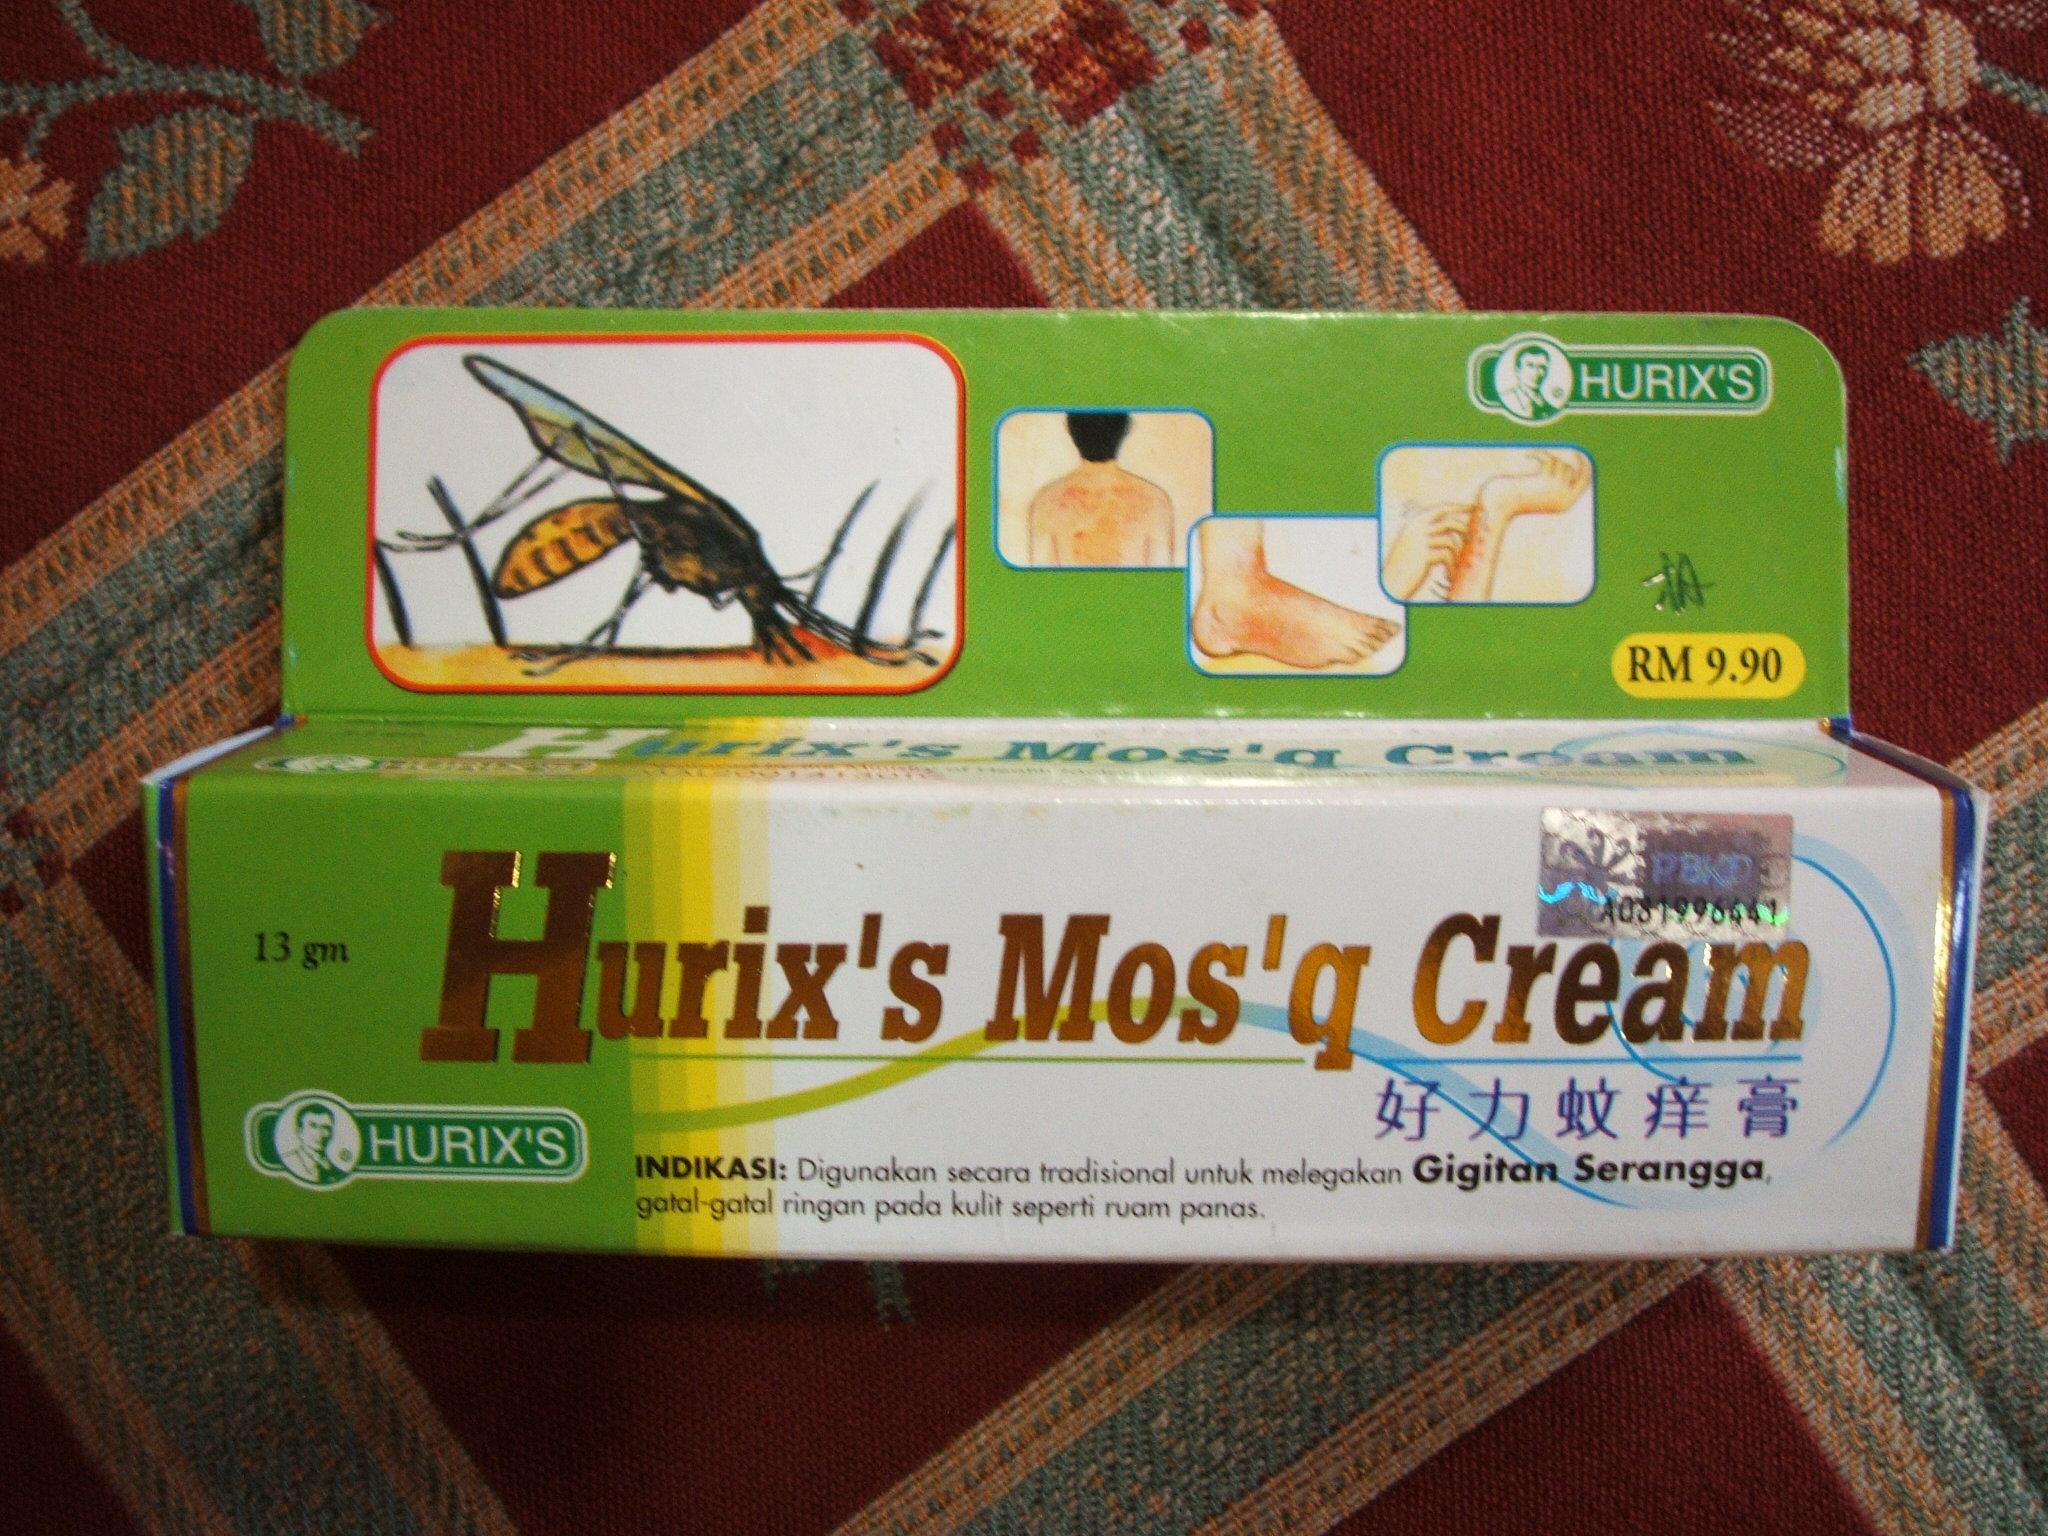 HURIX'S
RM 9.90
Hurix's Mos'q Cream
HURIX'S
13 gm
Hurix's Mos'q Cream
好力蚊痒膏
HURIX'S
INDIKASI: Digunakan secara tradisional untuk melegakan Gigitan Serangga,
gatal-gatal ringan pada kulit seperti ruam panas.